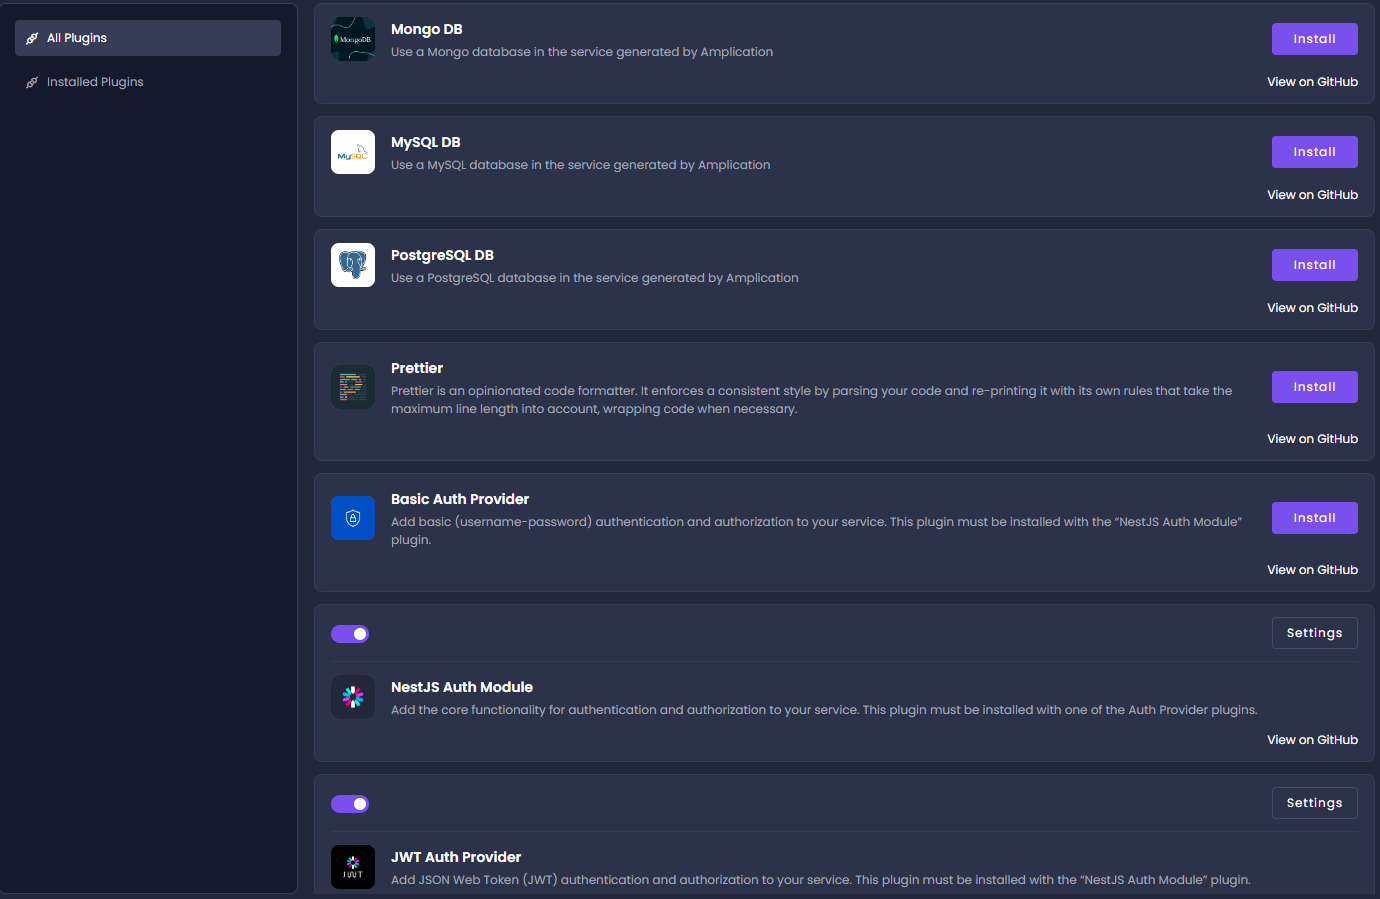 All Plugins
Installed Plugins
MongoDB
Mongo DB
Use a Mongo database in the service generated by Amplication
Install
View on GitHub
MySQL
MySQL DB
Use a MySQL database in the service generated by Amplication
Install
View on GitHub
PostgreSQL DB
Use a PostgreSQL database in the service generated by Amplication
Install
View on GitHub
Prettier
Prettier is an opinionated code formatter. It enforces a consistent style by parsing your code and re-printing it with its own rules that take the
maximum line length into account, wrapping code when necessary.
Install
View on GitHub
Basic Auth Provider
Add basic (username-password) authentication and authorization to your service. This plugin must be installed with the “NestJS Auth Module”
plugin.
Install
View on GitHub
Settings
NestJS Auth Module
Add the core functionality for authentication and authorization to your service. This plugin must be installed with one of the Auth Provider plugins.
View on GitHub
Settings
JWT
JWT Auth Provider
Add JSON Web Token (JWT) authentication and authorization to your service. This plugin must be installed with the “NestJS Auth Module” plugin.